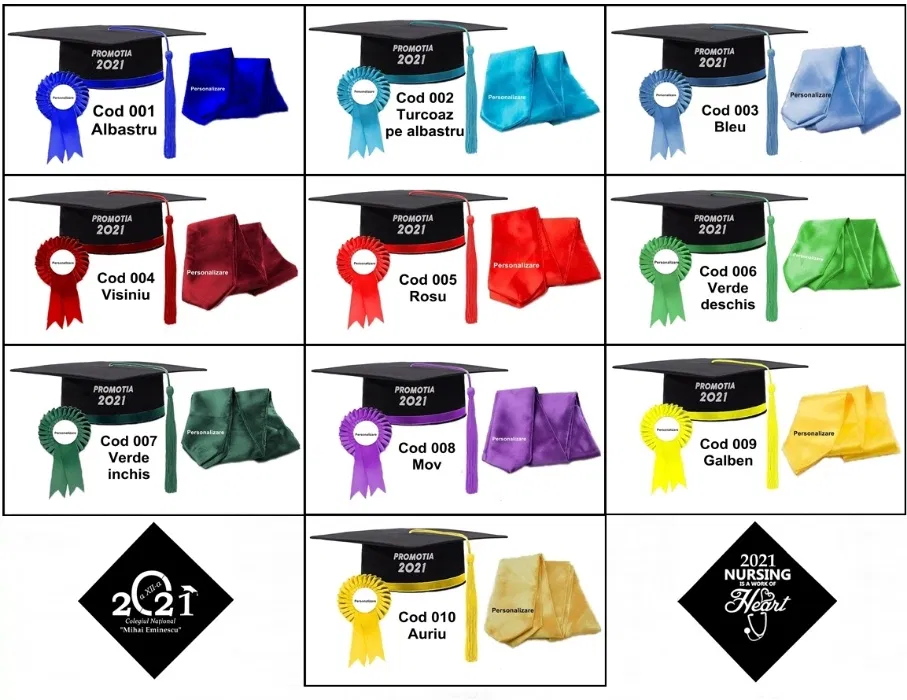 PROMOTIA
2021
Personalizare
Personalizare
Cod 001
Albastru
PROMOTIA
2021
Personalizare
Personalizare
Cod 002
Turcoaz
pe albastru
PROMOTIA
2021
Personalizare
Personalizare
Cod 003
Bleu
PROMOTIA
2021
Personalizare
Personalizare
Cod 004
Visiniu
PROMOTIA
2021
Personalizare
Personalizare
Cod 005
Rosu
PROMOTIA
2021
Personalizare
Personalizare
Cod 006
Verde
deschis
PROMOTIA
2021
Personalizare
Personalizare
Cod 007
Verde
inchis
PROMOTIA
2021
Personalizare
Personalizare
Cod 008
Mov
PROMOTIA
2021
Personalizare
Personalizare
Cod 009
Galben
a XII-a
2021
Colegiul Național
"Mihai Eminescu"
PROMOTIA
2021
Personalizare
Personalizare
Cod 010
Auriu
2021
NURSING
IS A WORK OF
Heart